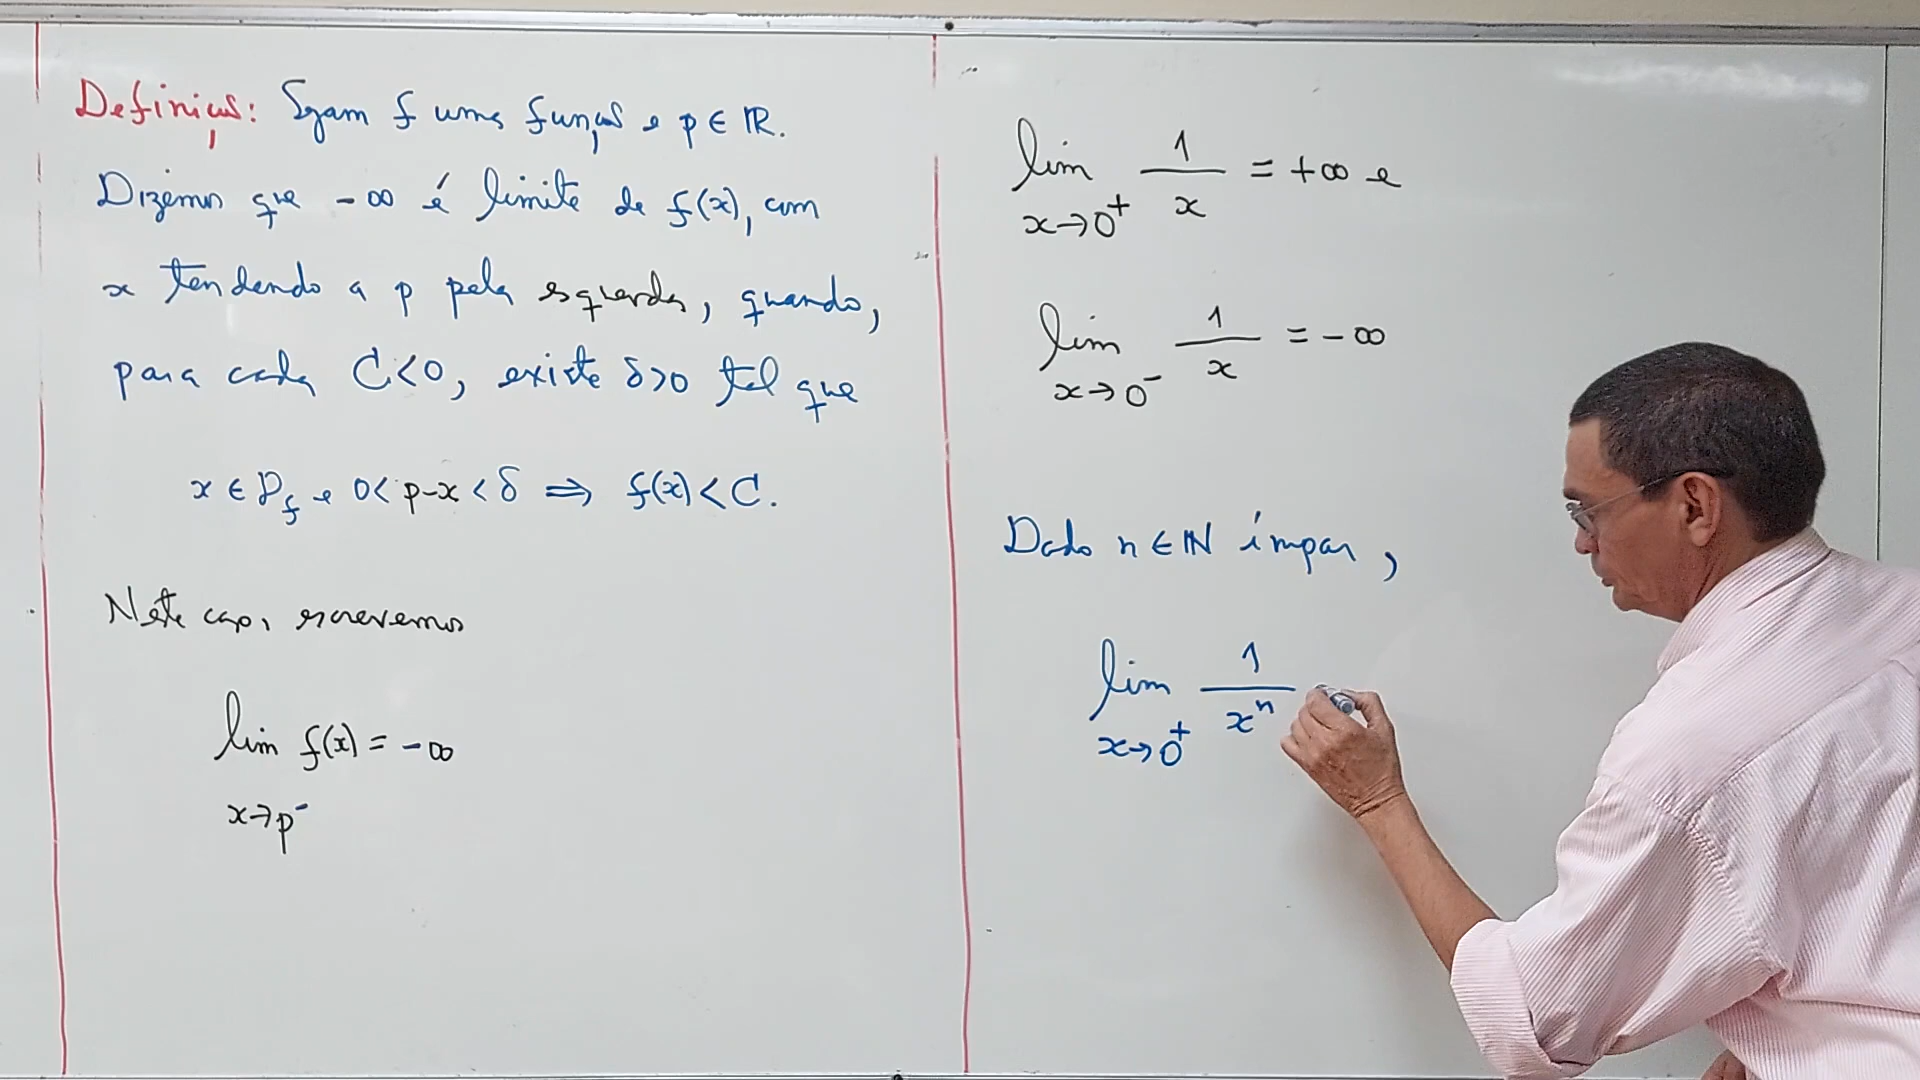 Definição: Sejam f uma função e p ∈ ℝ.
Dizemos que -∞ é limite de f(x), com
x tendendo a p pela esquerda, quando,
para cada C<0, existe δ>0 tal que
x ∈ D_f e 0< p-x < δ ⇒ f(x) < C.
Neste caso, escrevemos
lim f(x) = -∞
x→p⁻
lim 1/x = +∞ e
x→0⁺
lim 1/x = -∞
x→0⁻
Dado n ∈ ℕ ímpar,
lim 1/xⁿ
x→0⁺